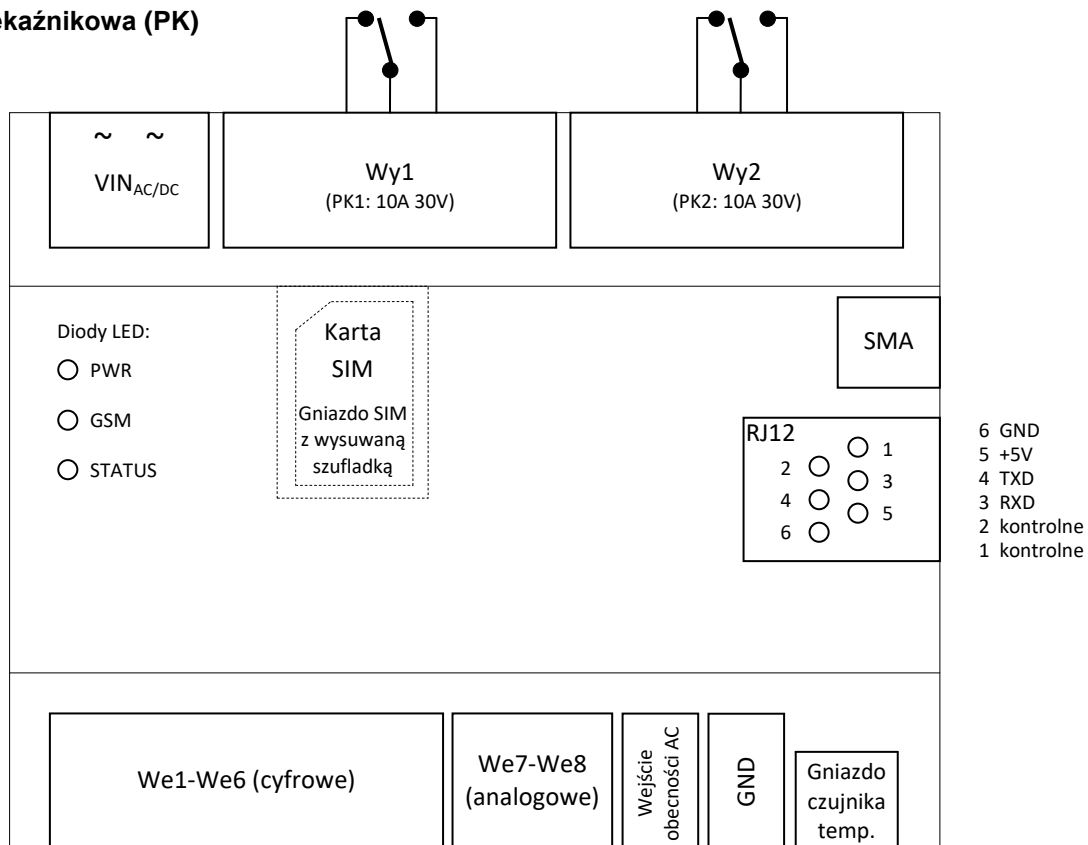 ekaźnikowa (PK)
~ ~
VIN AC/DC
Wy1
(PK1: 10A 30V)
Wy2
(PK2: 10A 30V)
Diody LED:
PWR
GSM
STATUS
Karta
SIM
Gniazdo SIM
z wysuwaną
szufladką
SMA
RJ12
1
2
3
4
5
6
6 GND
5 +5V
4 TXD
3 RXD
2 kontrolne
1 kontrolne
We1-We6 (cyfrowe)
We7-We8
(analogowe)
Wejście
obecności AC
GND
Gniazdo
czujnika
temp.